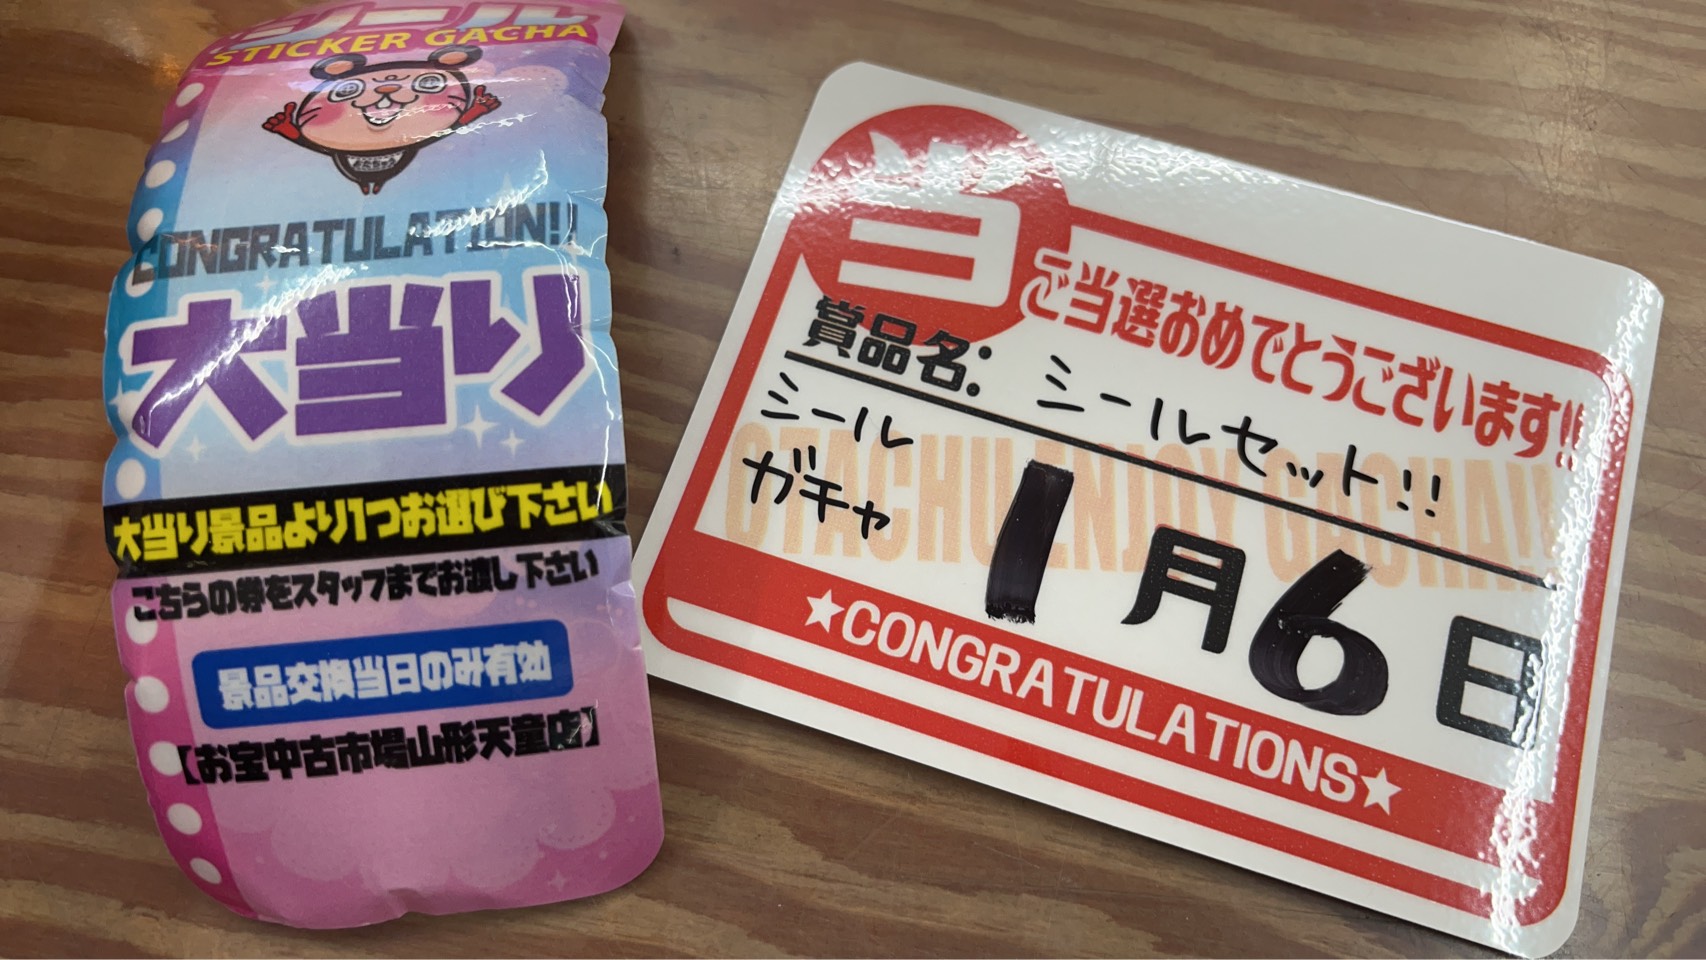 シール
STICKER GACHA
CONGRATULATION!!
大当り
大当り景品より1つお選び下さい
こちらの券をスタッフまでお渡し下さい
景品交換当日のみ有効
【お宝中古市場山形天童店】
当
ご当選おめでとうございます!!
賞品名: シールセット!!
シール
ガチャ
1月6日
OTACHU ENJOY GACHA!!
★CONGRATULATIONS★